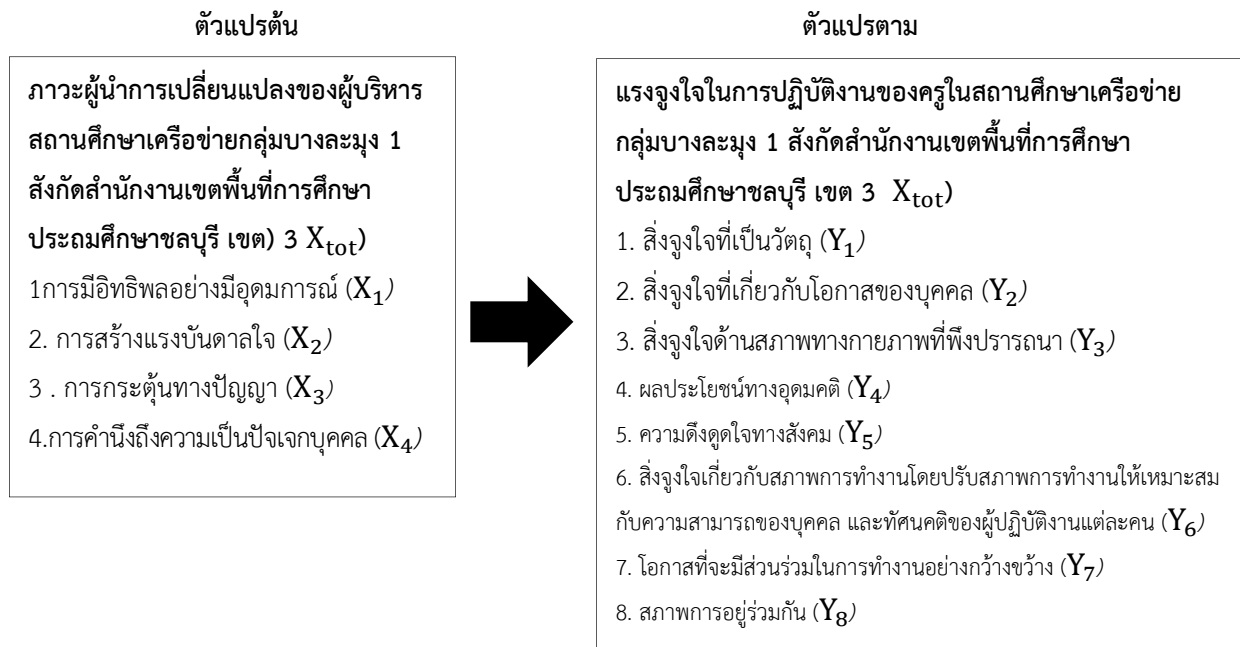 ตัวแปรต้น
ภาวะผู้นำการเปลี่ยนแปลงของผู้บริหาร
สถานศึกษาเครือข่ายกลุ่มบางละมุง 1
สังกัดสำนักงานเขตพื้นที่การศึกษา
ประถมศึกษาชลบุรี เขต) 3 X_tot)
1การมีอิทธิพลอย่างมีอุดมการณ์ (X_1)
2. การสร้างแรงบันดาลใจ (X_2)
3 . การกระตุ้นทางปัญญา (X_3)
4.การคำนึงถึงความเป็นปัจเจกบุคคล (X_4)
ตัวแปรตาม
แรงจูงใจในการปฏิบัติงานของครูในสถานศึกษาเครือข่าย
กลุ่มบางละมุง 1 สังกัดสำนักงานเขตพื้นที่การศึกษา
ประถมศึกษาชลบุรี เขต 3 X_tot)
1. สิ่งจูงใจที่เป็นวัตถุ (Y_1)
2. สิ่งจูงใจที่เกี่ยวกับโอกาสของบุคคล (Y_2)
3. สิ่งจูงใจด้านสภาพทางกายภาพที่พึงปรารถนา (Y_3)
4. ผลประโยชน์ทางอุดมคติ (Y_4)
5. ความดึงดูดใจทางสังคม (Y_5)
6. สิ่งจูงใจเกี่ยวกับสภาพการทำงานโดยปรับสภาพการทำงานให้เหมาะสม
กับความสามารถของบุคคล และทัศนคติของผู้ปฏิบัติงานแต่ละคน (Y_6)
7. โอกาสที่จะมีส่วนร่วมในการทำงานอย่างกว้างขว้าง (Y_7)
8. สภาพการอยู่ร่วมกัน (Y_8)